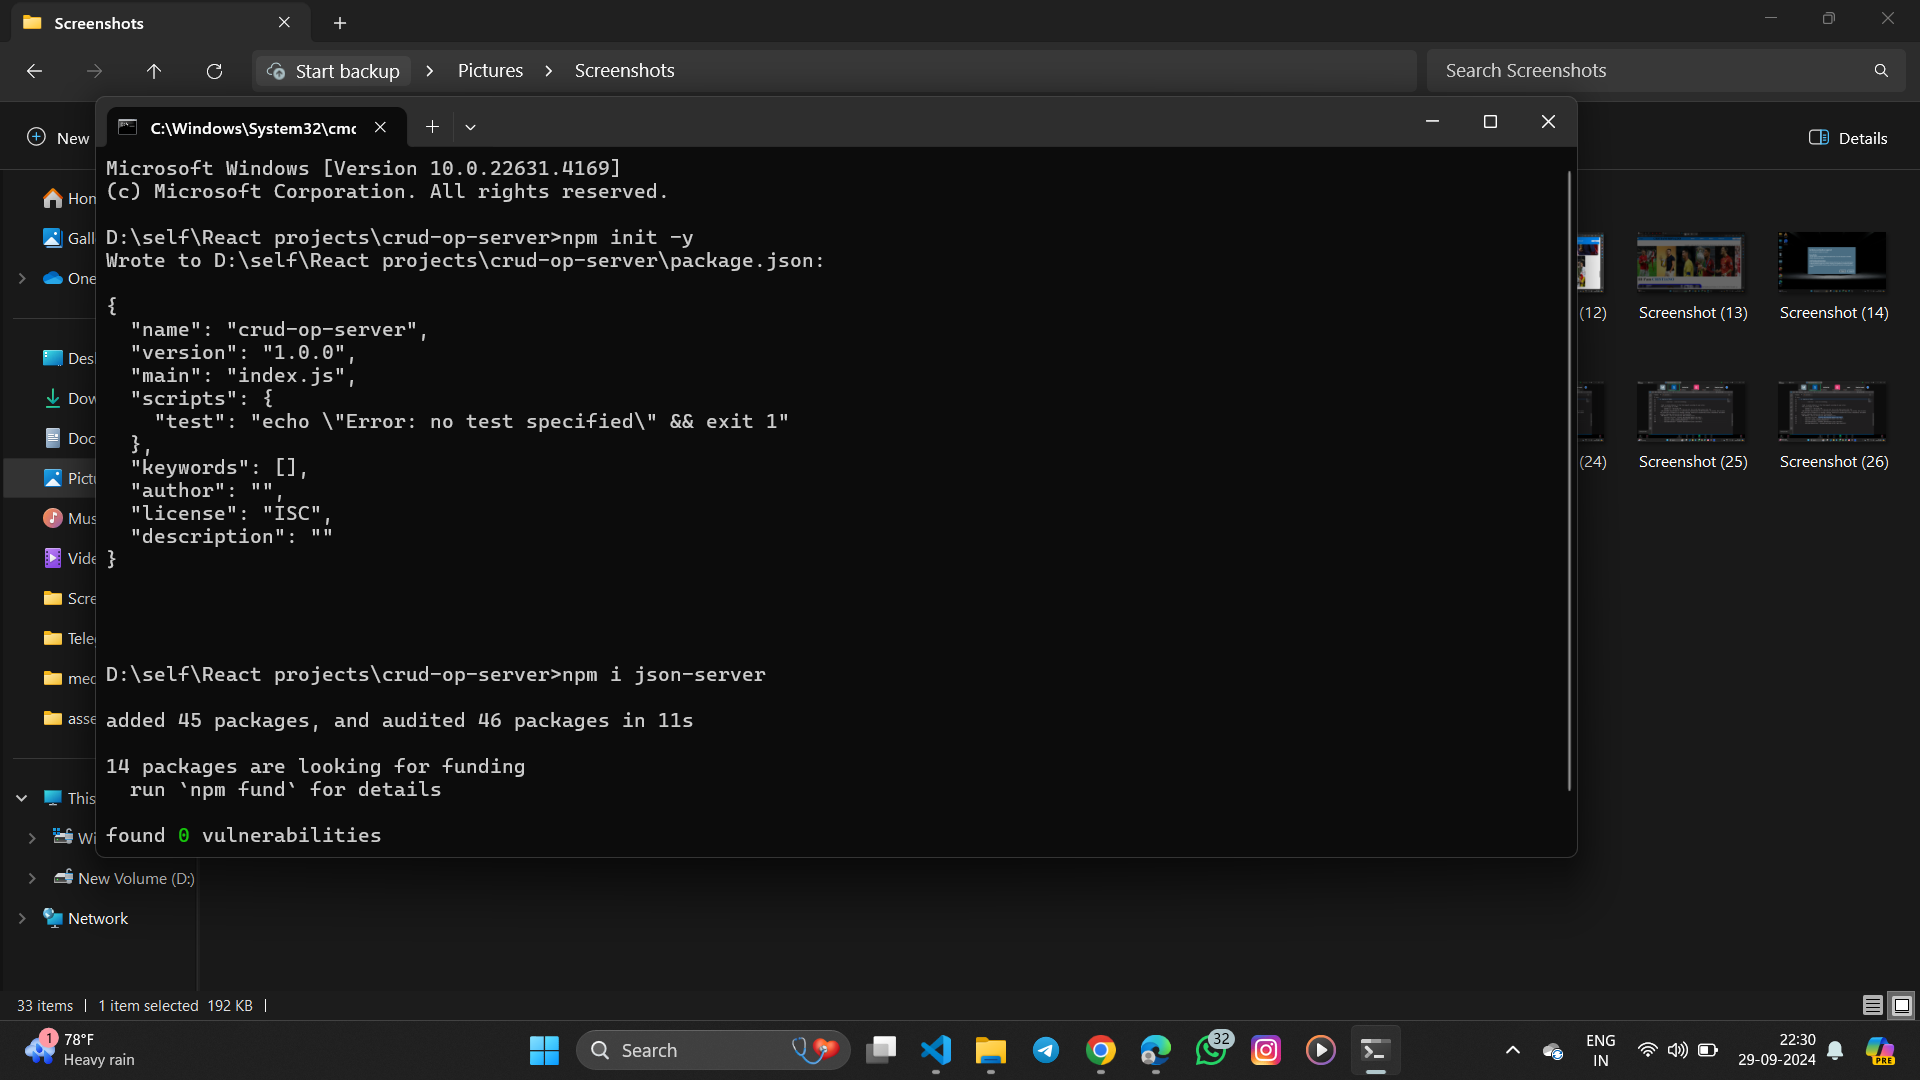 Screenshots
Start backup
Pictures
Screenshots
Search Screenshots
New
Details
C:\Windows\System32\cmc
Microsoft Windows [Version 10.0.22631.4169]
(c) Microsoft Corporation. All rights reserved.
D:\self\React projects\crud-op-server>npm init -y
Wrote to D:\self\React projects\crud-op-server\package.json:
{
"name": "crud-op-server",
"version": "1.0.0",
"main": "index.js",
"scripts": {
"test": "echo \"Error: no test specified\" && exit 1"
},
"keywords": [],
"author": "",
"license": "ISC",
"description": ""
}
D:\self\React projects\crud-op-server>npm i json-server
added 45 packages, and audited 46 packages in 11s
14 packages are looking for funding
run `npm fund` for details
found 0 vulnerabilities
Hon
Gall
One
Des
Dow
Doc
Pict
Mus
Vide
Scre
Tele
med
asse
This
Wi
New Volume (D:)
Network
(12)
Screenshot (13)
Screenshot (14)
(24)
Screenshot (25)
Screenshot (26)
33 items
1 item selected 192 KB
1
78°F
Heavy rain
Search
32
ENG
IN
22:30
29-09-2024
PRE